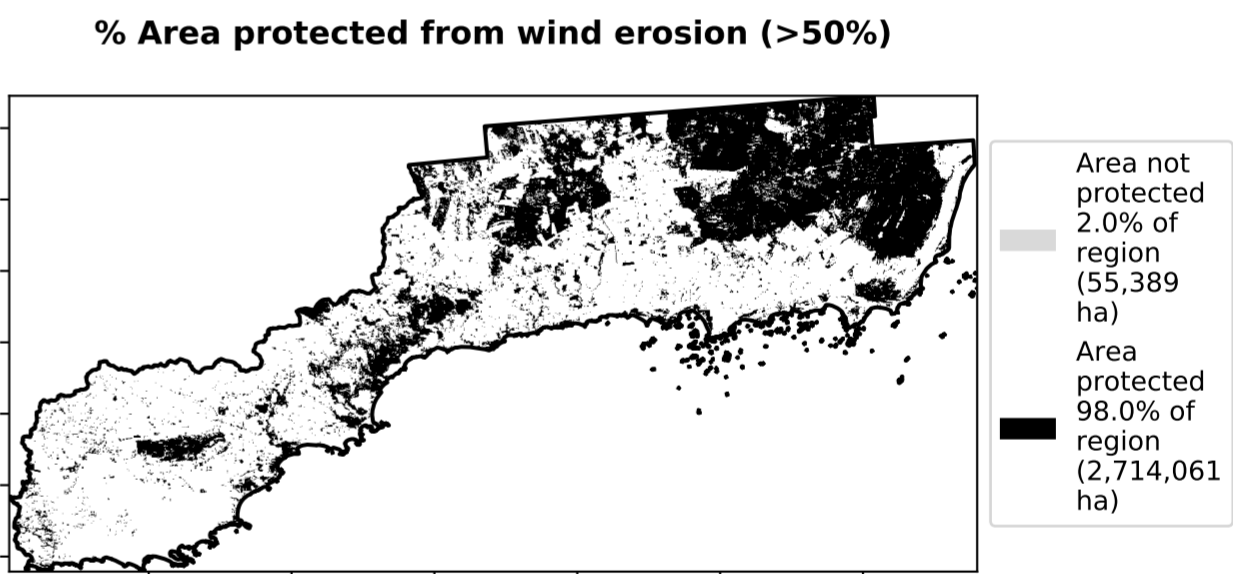 % Area protected from wind erosion (>50%)
Area not
protected
2.0% of
region
(55,389
ha)
Area
protected
98.0% of
region
(2,714,061
ha)